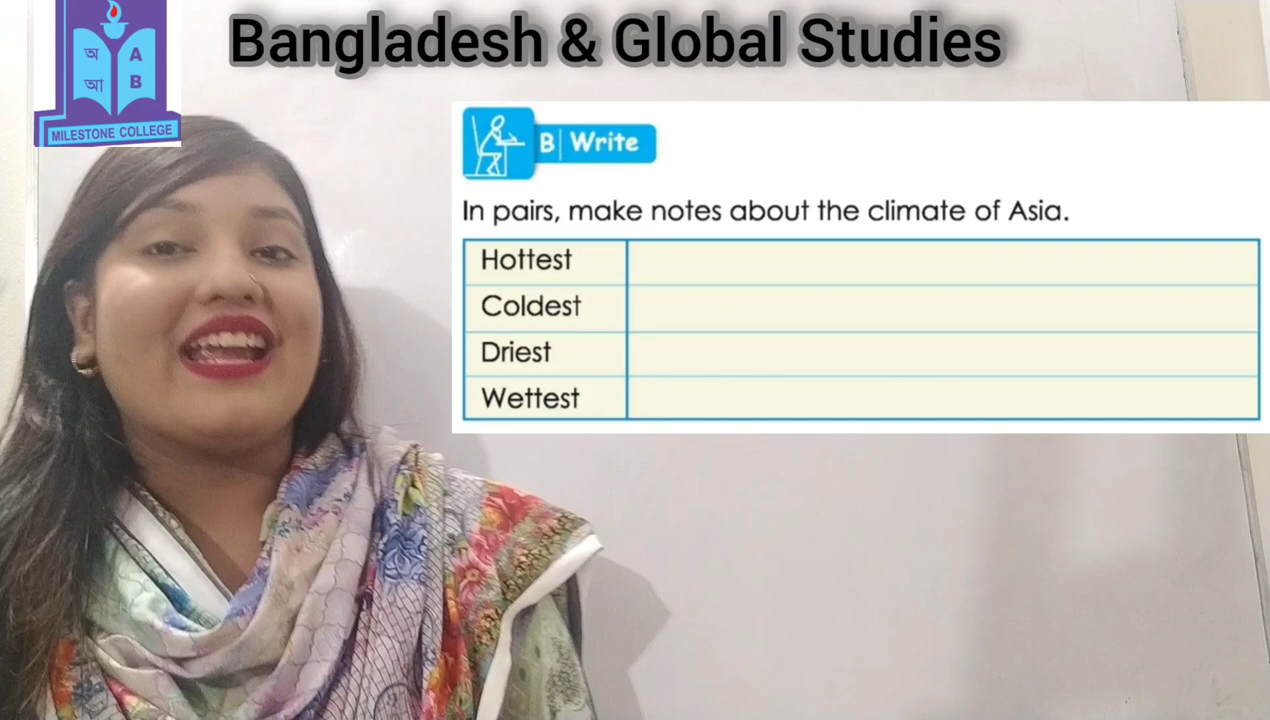 Bangladesh & Global Studies
অ A
আ B
MILESTONE COLLEGE
B | Write
In pairs, make notes about the climate of Asia.
Hottest
Coldest
Driest
Wettest